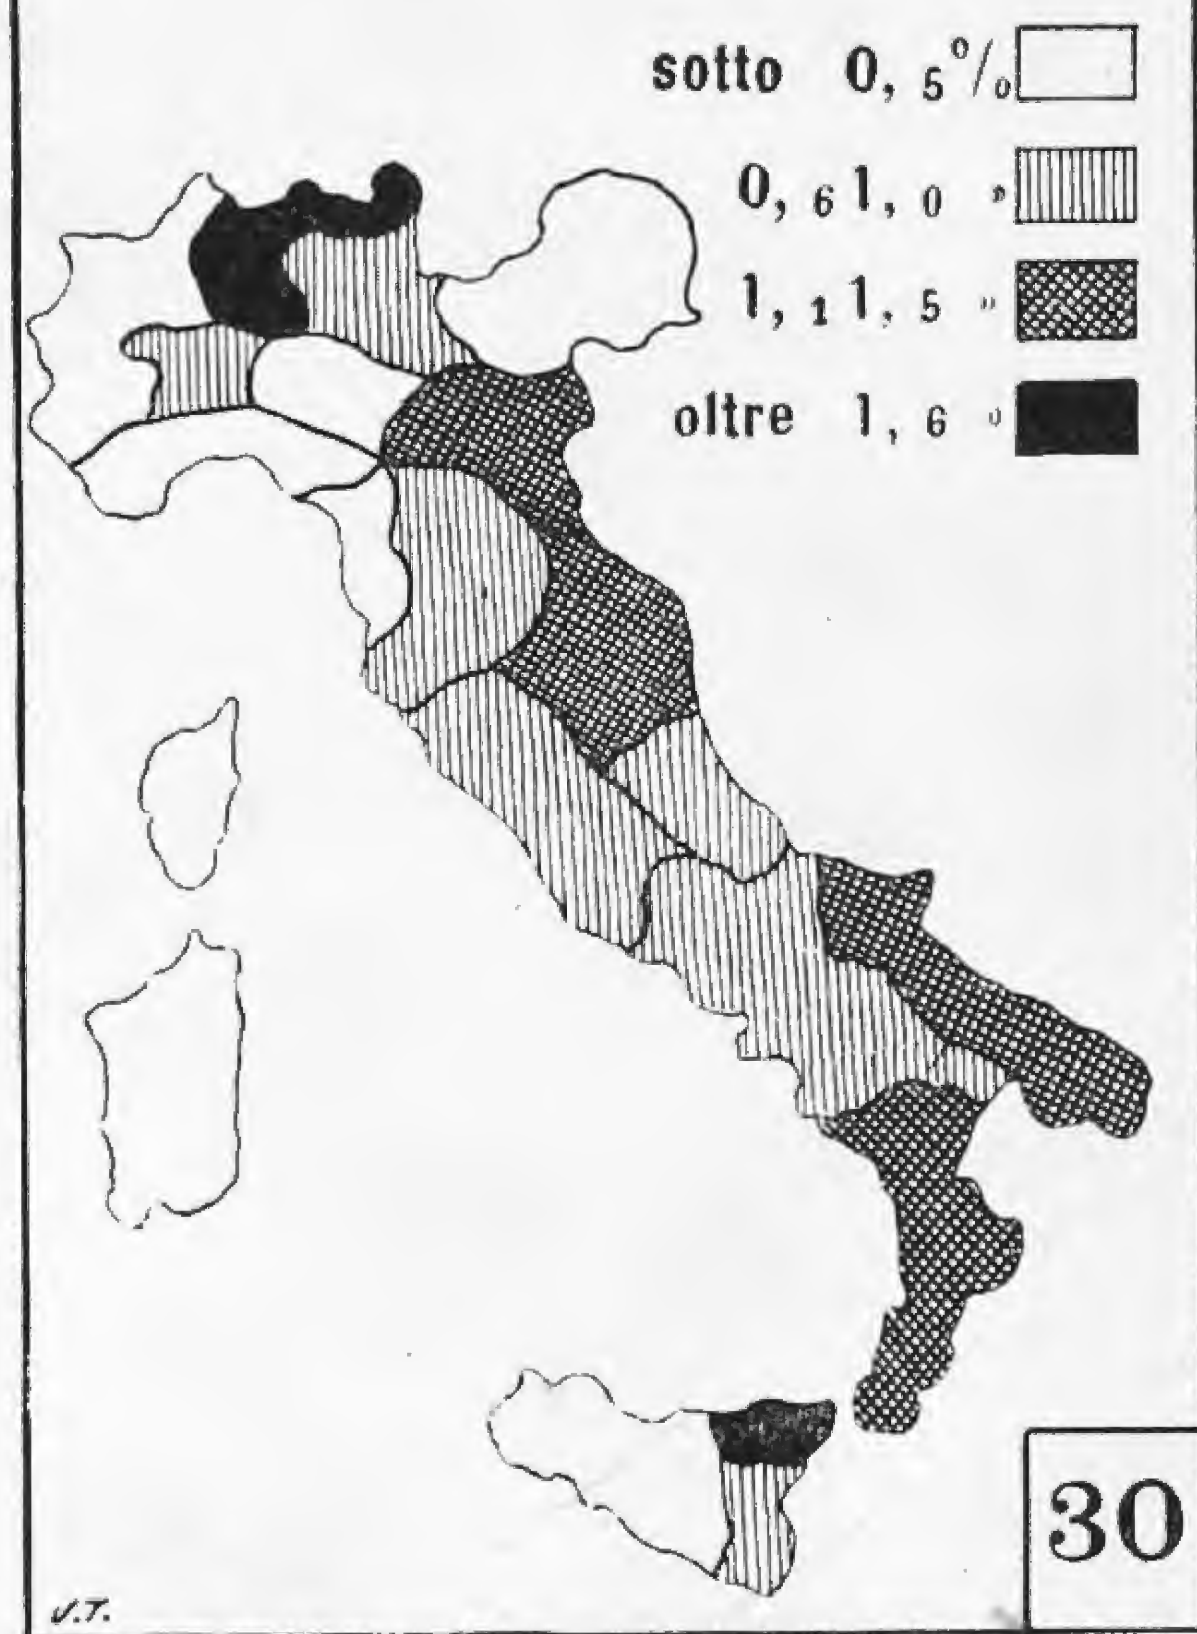 sotto 0, 5 %
0, 6 1, 0 "
1, 1 1, 5 "
oltre 1, 6 "
30
V.T.